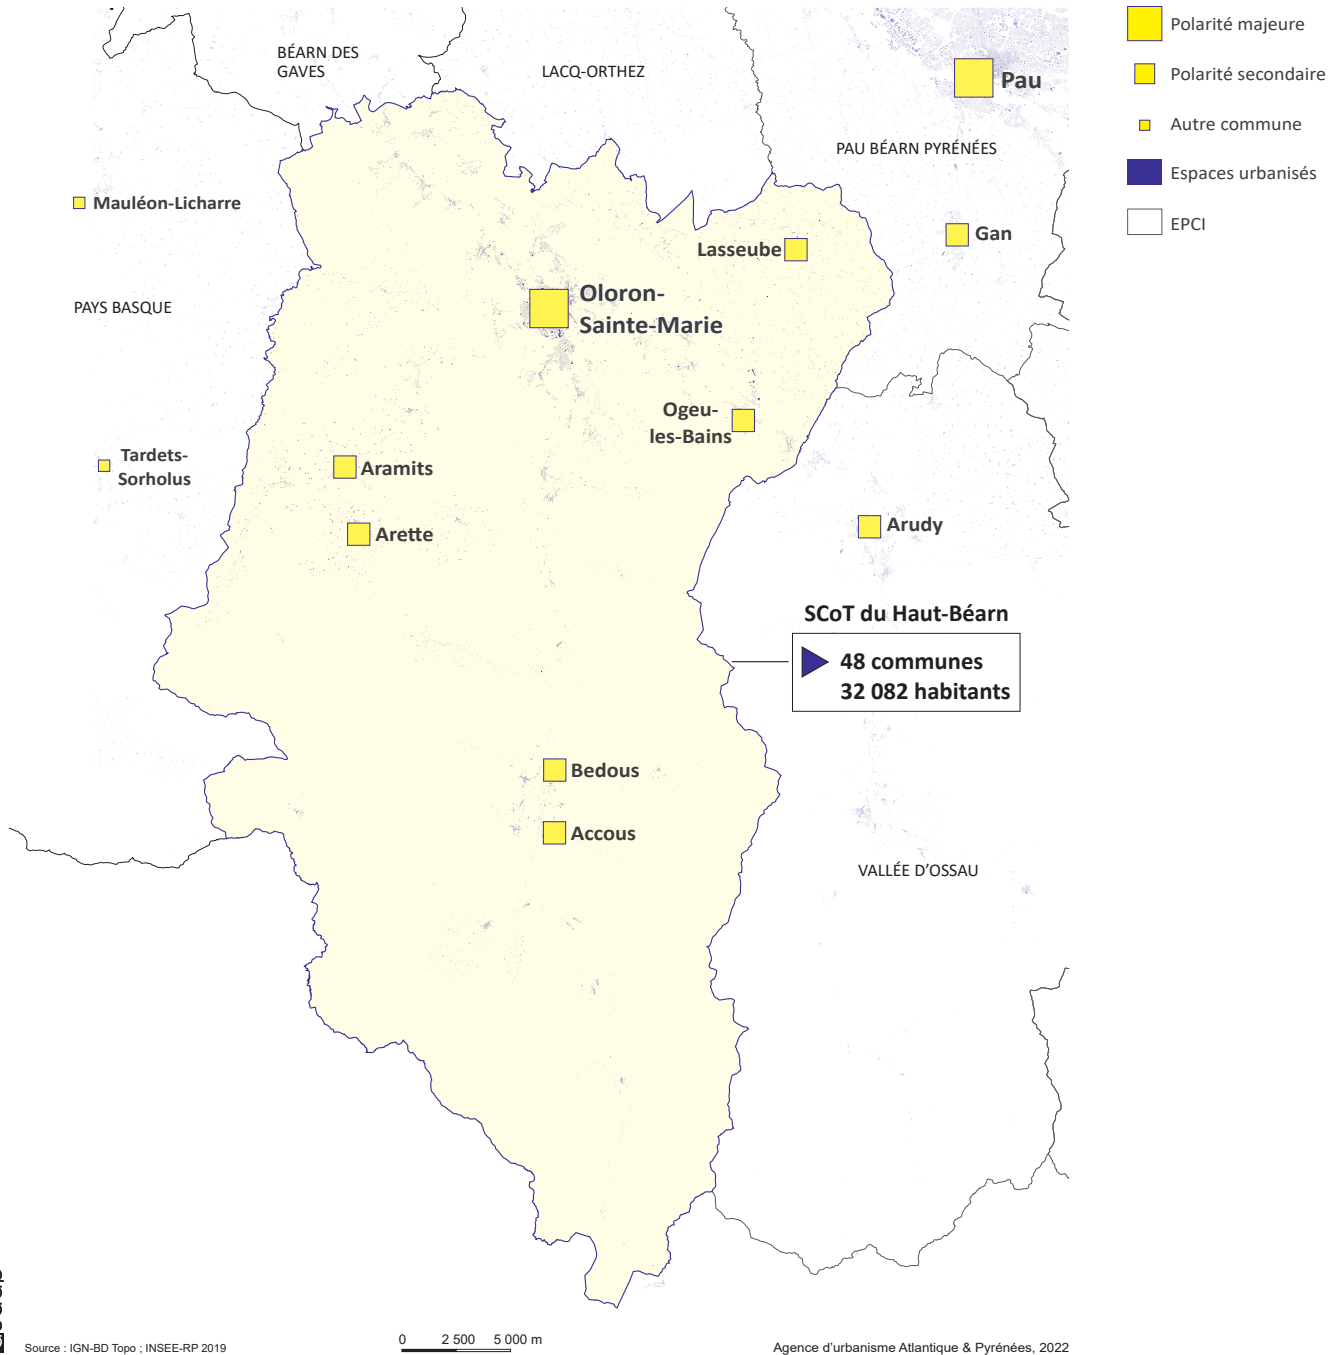 BÉARN DES
GAVES
LACQ-ORTHEZ
Pau
PAU BÉARN PYRÉNÉES
Mauléon-Licharre
Lasseube
Gan
PAYS BASQUE
Oloron-
Sainte-Marie
Ogeu-
les-Bains
Tardets-
Sorholus
Aramits
Arette
Arudy
SCoT du Haut-Béarn
48 communes
32 082 habitants
Bedous
Accous
VALLÉE D'OSSAU
Polarité majeure
Polarité secondaire
Autre commune
Espaces urbanisés
EPCI
Source : IGN-BD Topo ; INSEE-RP 2019
0 2 500 5 000 m
Agence d'urbanisme Atlantique & Pyrénées, 2022